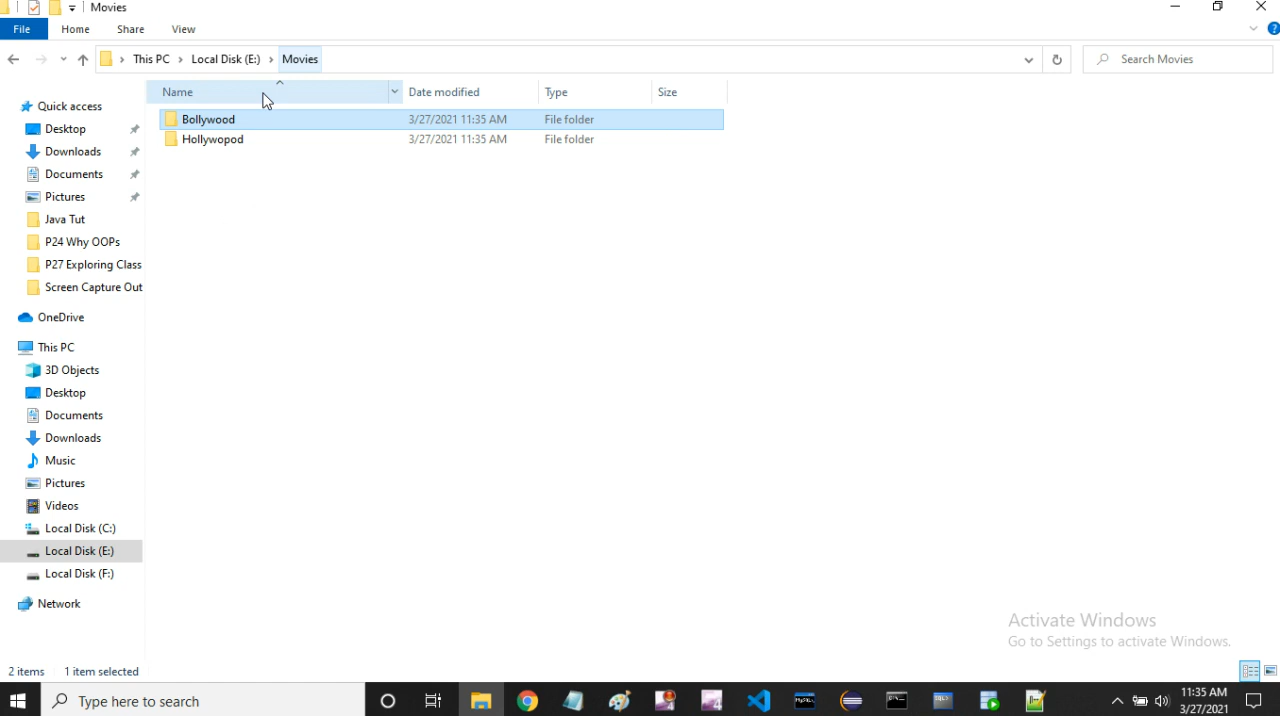 Movies
File Home Share View
This PC Local Disk (E:) Movies Search Movies
Name Date modified Type Size
Quick access
Bollywood 3/27/2021 11:35 AM File folder
Desktop
Hollywopod 3/27/2021 11:35 AM File folder
Downloads
Documents
Pictures
Java Tut
P24 Why OOPs
P27 Exploring Class
Screen Capture Out
OneDrive
This PC
3D Objects
Desktop
Documents
Downloads
Music
Pictures
Videos
Local Disk (C:)
Local Disk (E:)
Local Disk (F:)
Network
Activate Windows
Go to Settings to activate Windows.
2 items 1 item selected
Type here to search
11:35 AM
3/27/2021